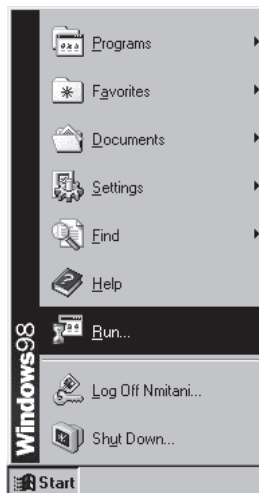 Programs
Favorites
Documents
Settings
Find
Help
Run...
Log Off Nmitani...
Shut Down...
Windows98
Start